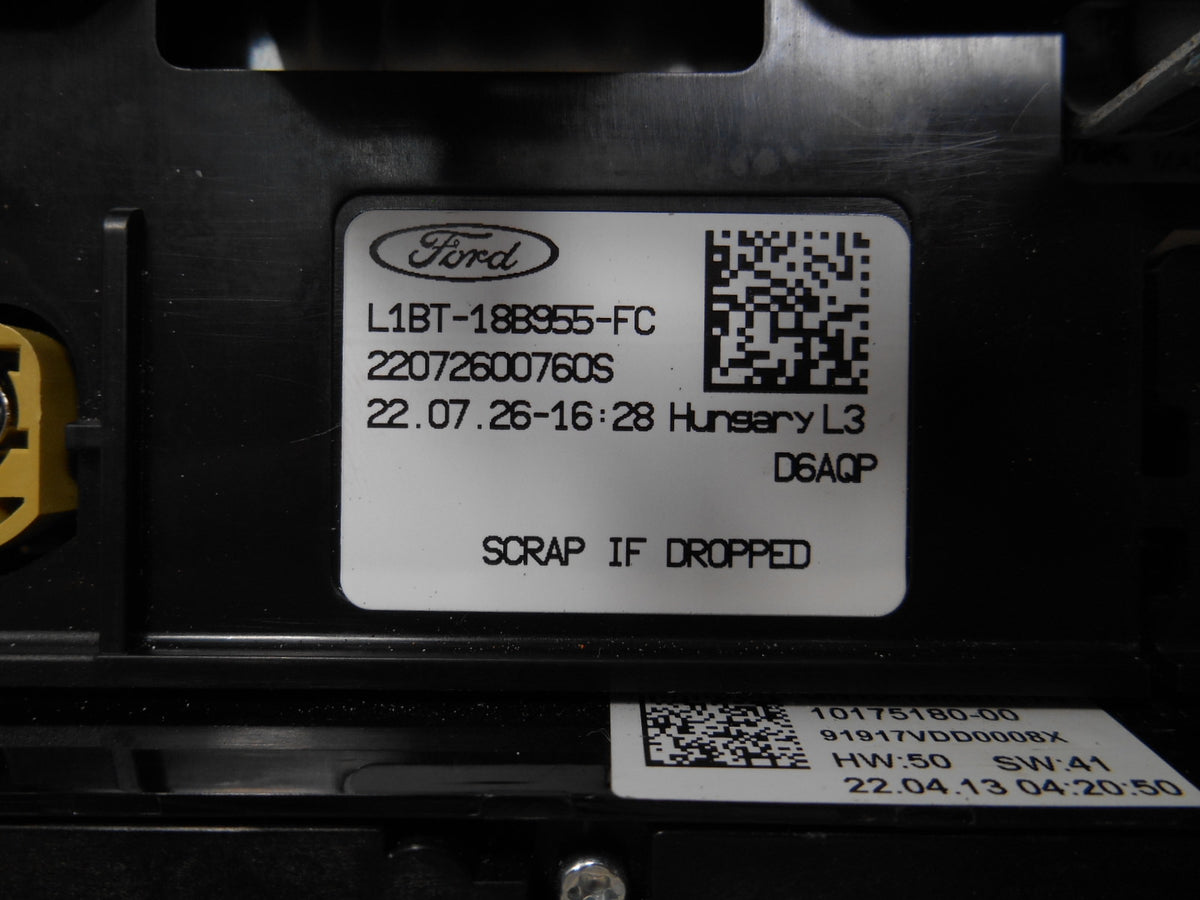 Ford
L1BT-18B955-FC
22072600760S
22.07.26-16:28 Hungary L3
D6AQP
SCRAP IF DROPPED
10175180-00
91917VDD0008X
HW:50 SW:41
22.04.13 04:20:50